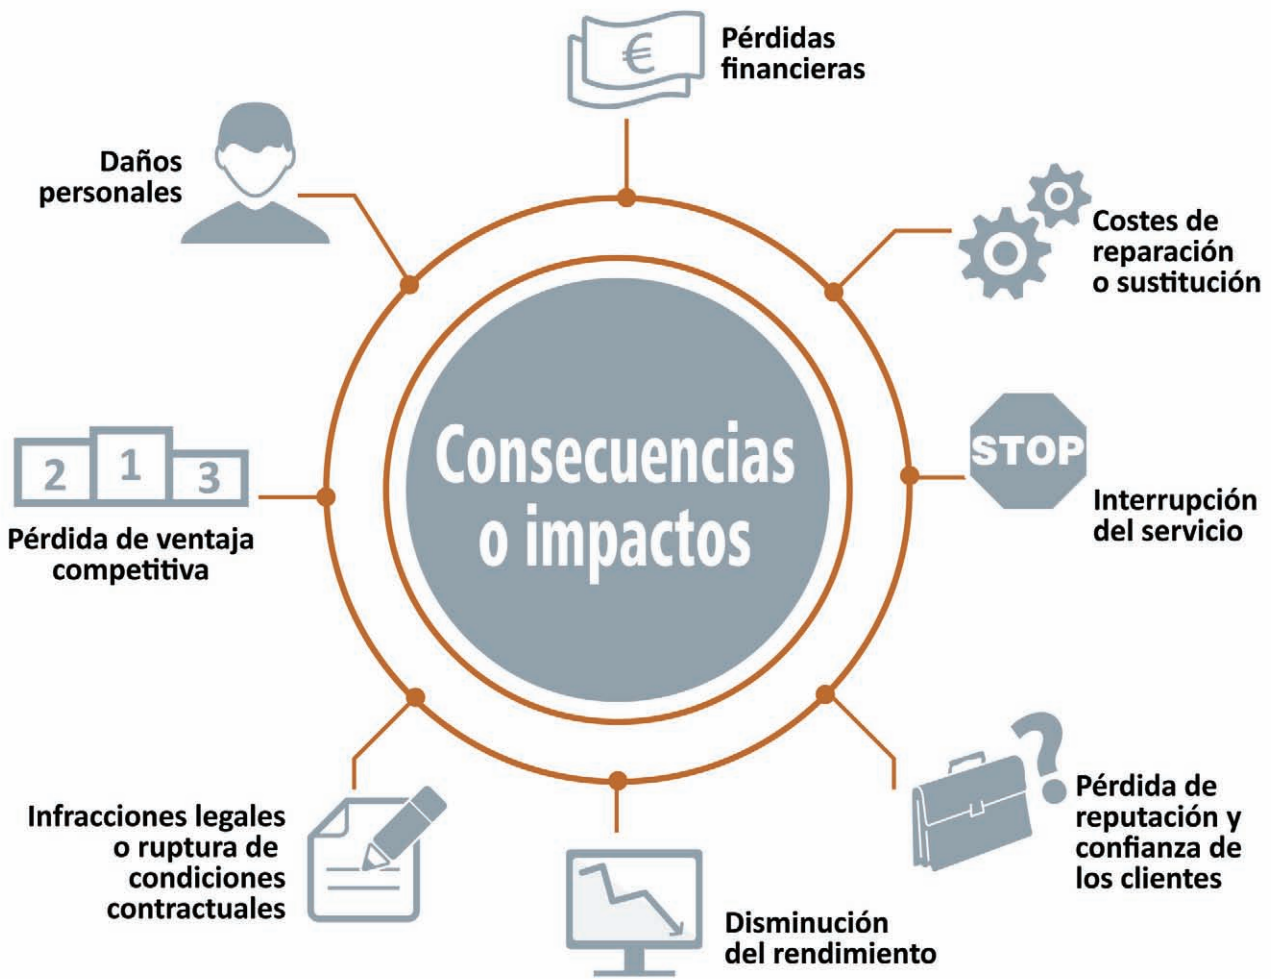 €
Pérdidas
financieras
Daños
personales
Costes de
reparación
o sustitución
STOP
Interrupción
del servicio
Consecuencias
o impactos
2 1 3
Pérdida de ventaja
competitiva
Pérdida de
reputación y
confianza de
los clientes
Infracciones legales
o ruptura de
condiciones
contractuales
Disminución
del rendimiento